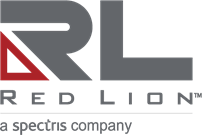 RL
RED LION™
a spectris company